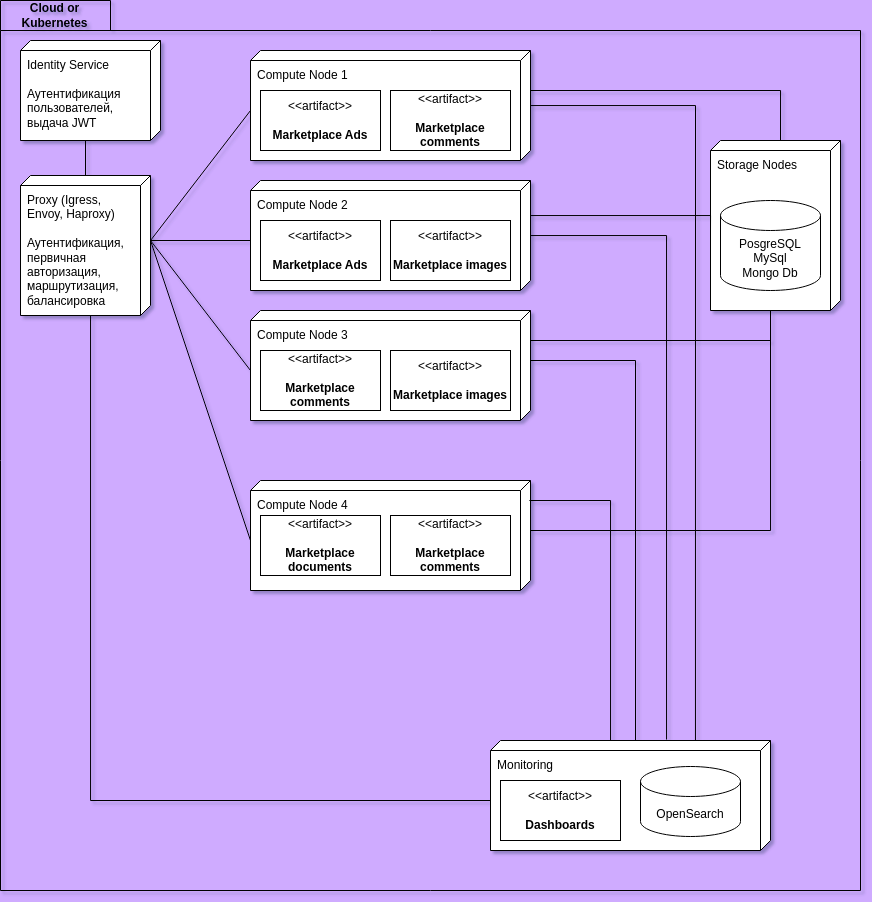 Cloud or
Kubernetes
Identity Service
Аутентификация
пользователей,
выдача JWT
Proxy (Igress,
Envoy, Haproxy)
Аутентификация,
первичная
авторизация,
маршрутизация,
балансировка
Compute Node 1
<<artifact>>
Marketplace Ads
<<artifact>>
Marketplace
comments
Compute Node 2
<<artifact>>
Marketplace Ads
<<artifact>>
Marketplace images
Compute Node 3
<<artifact>>
Marketplace
comments
<<artifact>>
Marketplace images
Compute Node 4
<<artifact>>
Marketplace
documents
<<artifact>>
Marketplace
comments
Storage Nodes
PosgreSQL
MySql
Mongo Db
Monitoring
<<artifact>>
Dashboards
OpenSearch